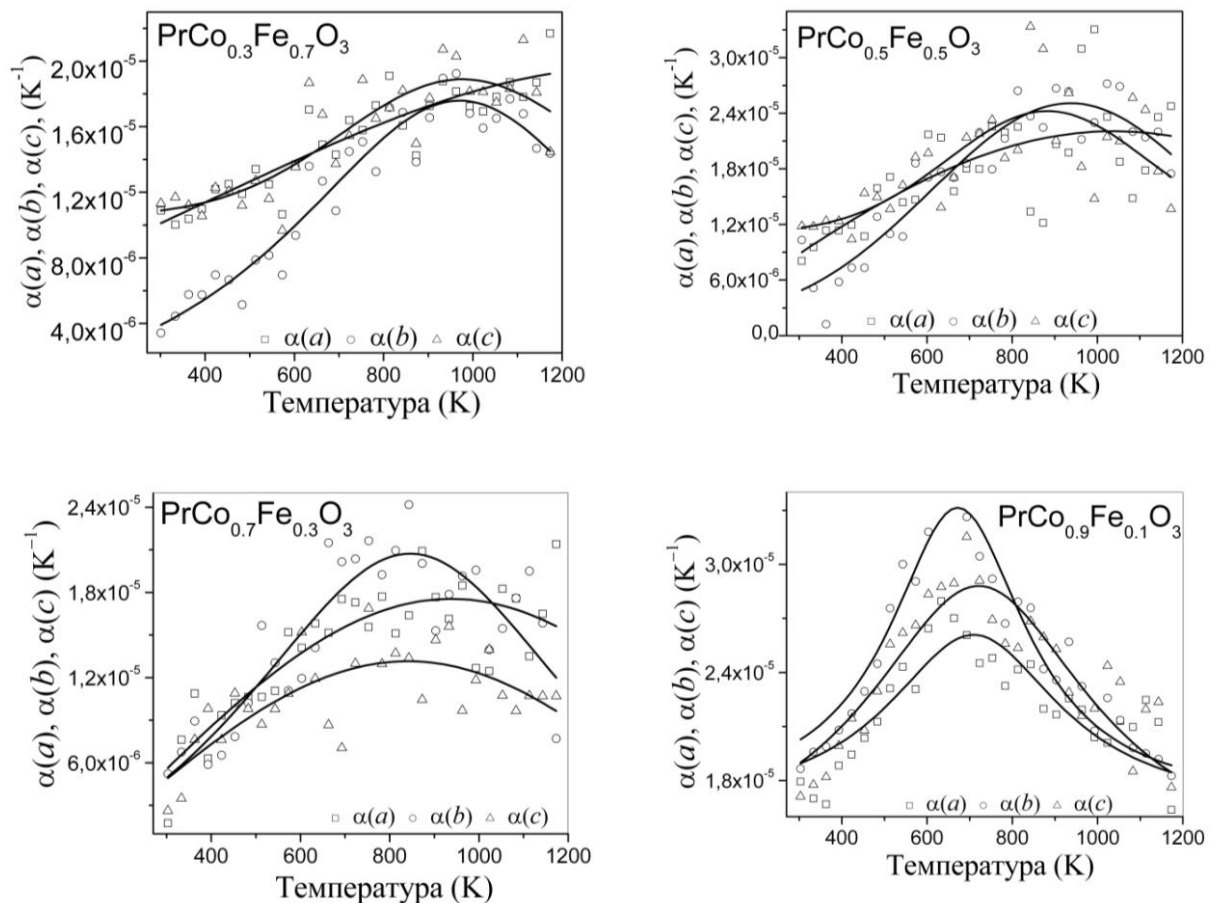 PrCo0.3Fe0.7O3
α(a), α(b), α(c), (K-1)
2,0x10-5
1,6x10-5
1,2x10-5
8,0x10-6
4,0x10-6
α(a) α(b) α(c)
400 600 800 1000 1200
Температура (K)
PrCo0.5Fe0.5O3
α(a), α(b), α(c), (K-1)
3,0x10-5
2,4x10-5
1,8x10-5
1,2x10-5
6,0x10-6
0,0
α(a) α(b) α(c)
400 600 800 1000 1200
Температура (K)
PrCo0.7Fe0.3O3
α(a), α(b), α(c) (K−1)
2,4x10-5
1,8x10-5
1,2x10-5
6,0x10-6
α(a) α(b) α(c)
400 600 800 1000 1200
Температура (K)
PrCo0.9Fe0.1O3
α(a), α(b), α(c) (K−1)
3,0x10-5
2,4x10-5
1,8x10-5
α(a) α(b) α(c)
400 600 800 1000 1200
Температура (K)